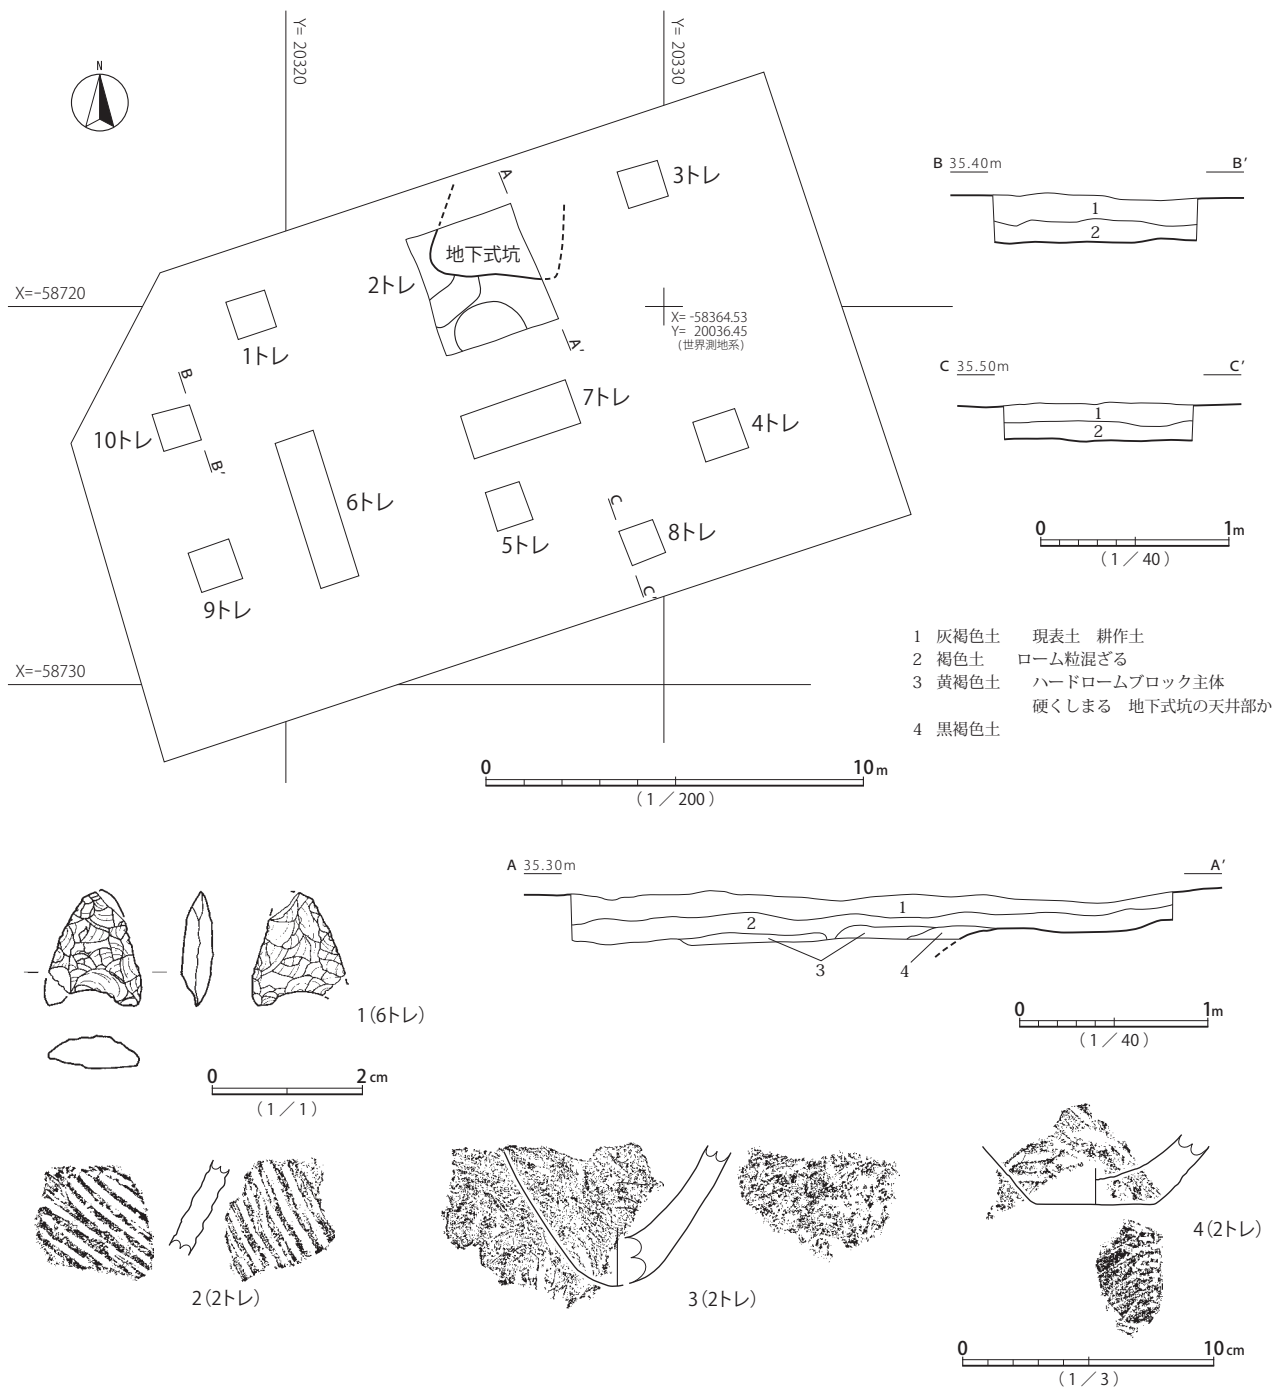 N
Y= 20320
Y= 20330
X=-58720
X=-58730
A
3トレ
地下式坑
2トレ
X= -58364.53
Y= 20036.45
(世界測地系)
A'
1トレ
B
10トレ
B'
7トレ
4トレ
6トレ
5トレ
C
8トレ
C'
9トレ
0 10m
(1/200)
B 35.40m B'
1
2
C 35.50m C'
1
2
0 1m
(1/40)
1 灰褐色土 現表土 耕作土
2 褐色土 ローム粒混ざる
3 黄褐色土 ハードロームブロック主体
硬くしまる 地下式坑の天井部か
4 黒褐色土
A 35.30m A'
1
2
3
4
0 1m
(1/40)
1(6トレ)
0 2cm
(1/1)
2(2トレ)
3(2トレ)
4(2トレ)
0 10cm
(1/3)